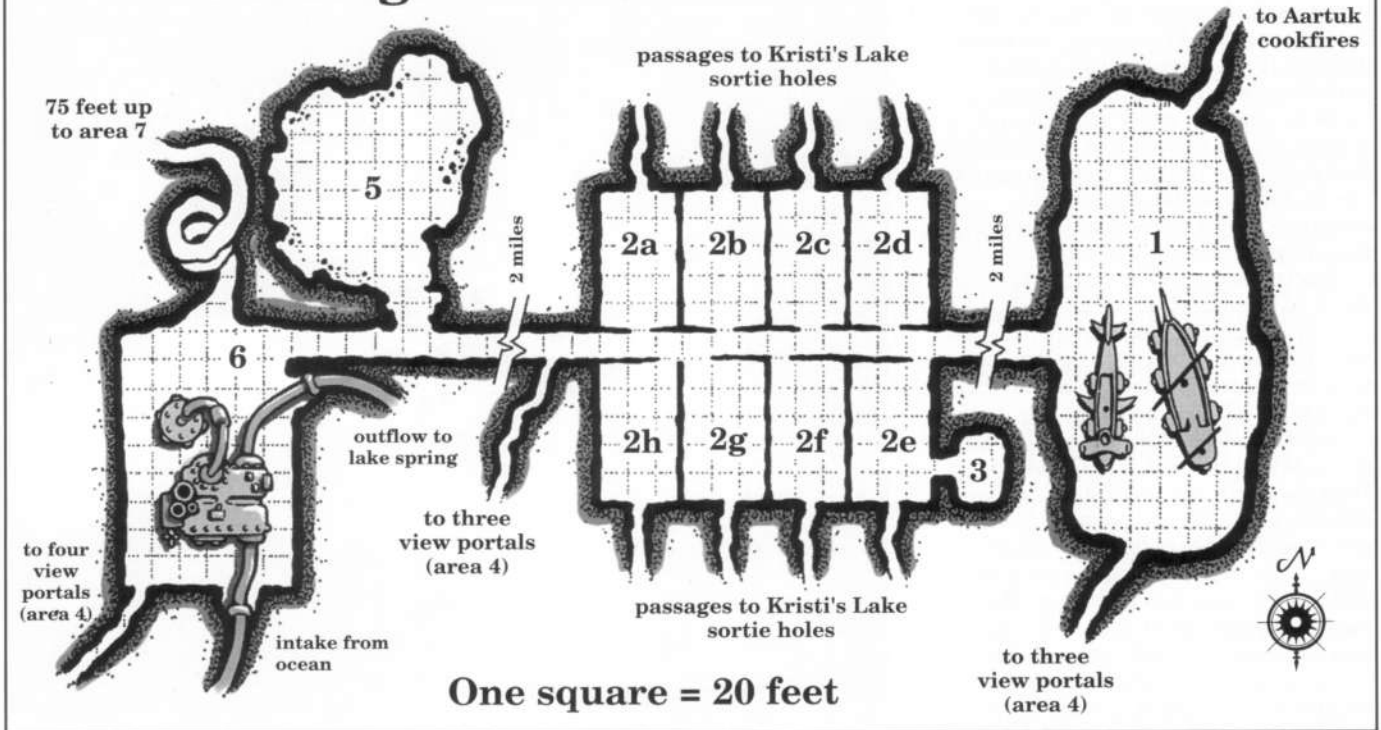 to Aartuk
cookfires
passages to Kristi's Lake
sortie holes
75 feet up
to area 7
5
2 miles
2a
2b
2c
2d
2 miles
1
6
2h
2g
2f
2e
3
outflow to
lake spring
to three
view portals
(area 4)
to four
view
portals
(area 4)
passages to Kristi's Lake
sortie holes
N
intake from
ocean
to three
view portals
(area 4)
One square = 20 feet